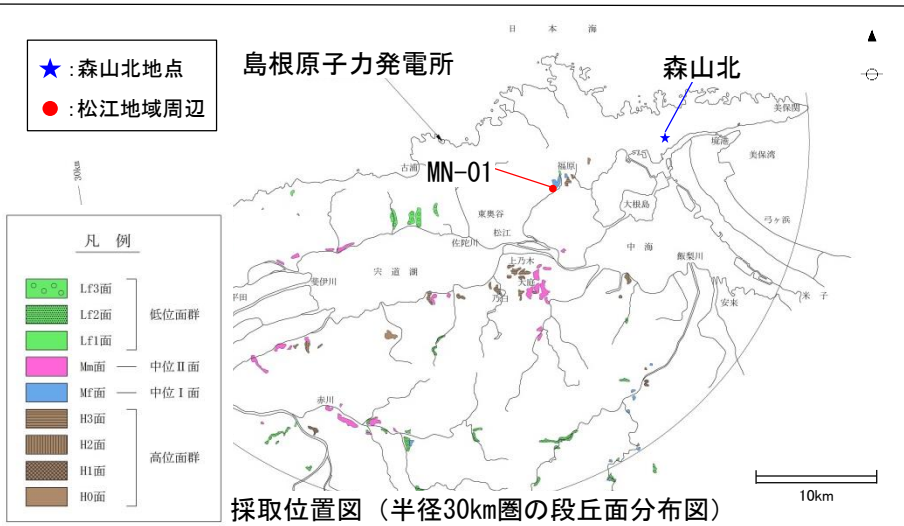 日本海
★:森山北地点
●:松江地域周辺
島根原子力発電所
森山北
美保関
境港
美保湾
30km
古浦
MN-01
福原
大根島
弓ヶ浜
東奥谷
松江
佐陀川
中海
飯梨川
上乃木
大庭
乃白
宍道湖
斐伊川
平田
安来
米子
赤川
凡例
Lf3面
Lf2面
Lf1面
低位面群
Mm面
中位Ⅱ面
Mf面
中位Ⅰ面
H3面
H2面
H1面
H0面
高位面群
10km
採取位置図（半径30km圏の段丘面分布図）